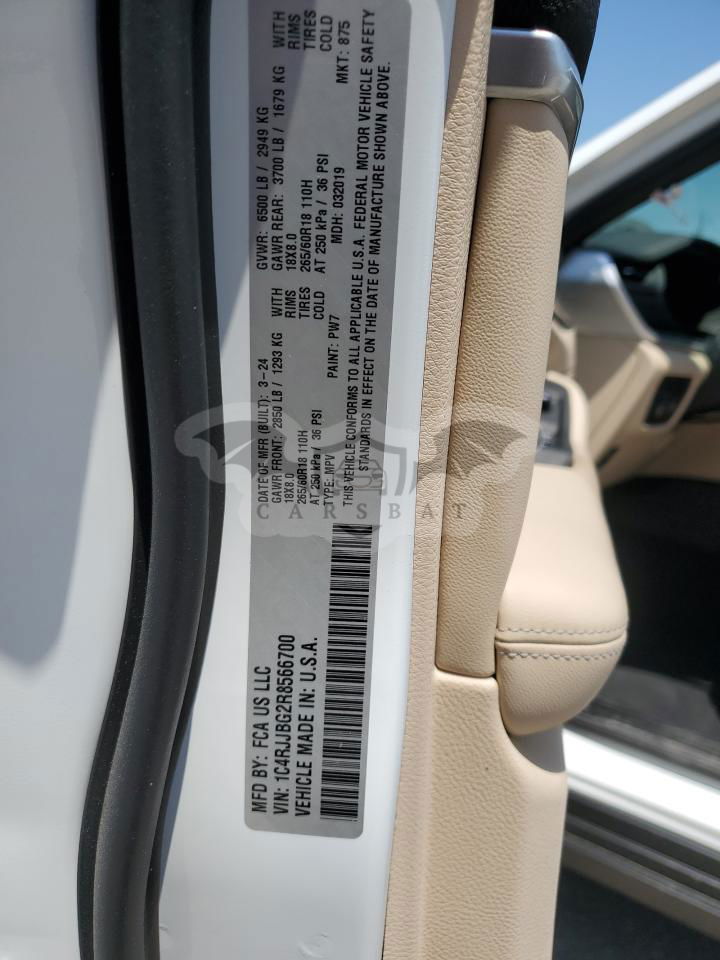 MFD BY: FCA US LLC
DATE OF MFR (BUILT): 3-24
GVWR: 6500 LB / 2949 KG
GAWR FRONT: 2850 LB / 1293 KG WITH
GAWR REAR: 3700 LB / 1679 KG WITH
18X8.0 RIMS
18X8.0 RIMS
265/60R18 110H TIRES
265/60R18 110H TIRES
AT 250 kPa / 36 PSI COLD
AT 250 kPa / 36 PSI COLD
VIN: 1C4RJJBG2R8566700
TYPE: MPV
PAINT: PW7
MDH: 032019
MKT: 875
VEHICLE MADE IN: U.S.A.
THIS VEHICLE CONFORMS TO ALL APPLICABLE U.S.A. FEDERAL MOTOR VEHICLE SAFETY
STANDARDS IN EFFECT ON THE DATE OF MANUFACTURE SHOWN ABOVE.
CARSBAT